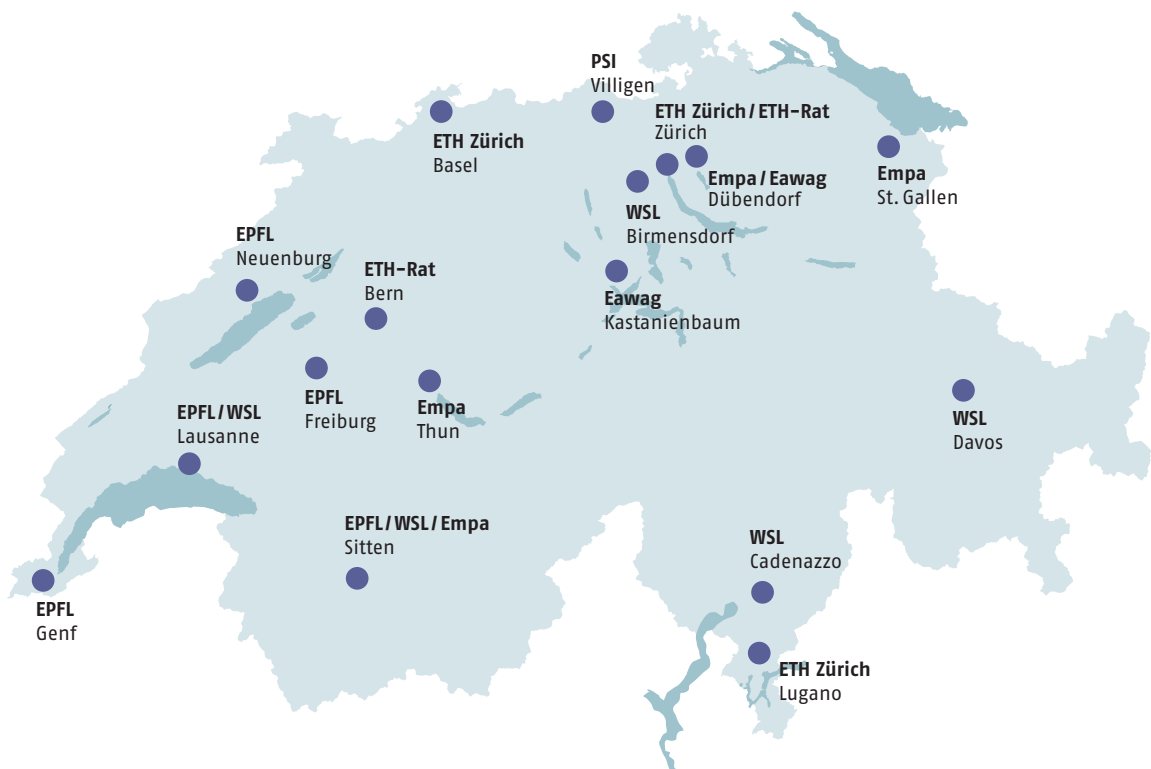 PSI
Villigen
ETH Zürich / ETH-Rat
Zürich
ETH Zürich
Basel
Empa / Eawag
Dübendorf
Empa
St. Gallen
WSL
Birmensdorf
EPFL
Neuenburg
ETH-Rat
Bern
Eawag
Kastanienbaum
EPFL
Freiburg
Empa
Thun
EPFL / WSL
Lausanne
WSL
Davos
EPFL / WSL / Empa
Sitten
WSL
Cadenazzo
EPFL
Genf
ETH Zürich
Lugano